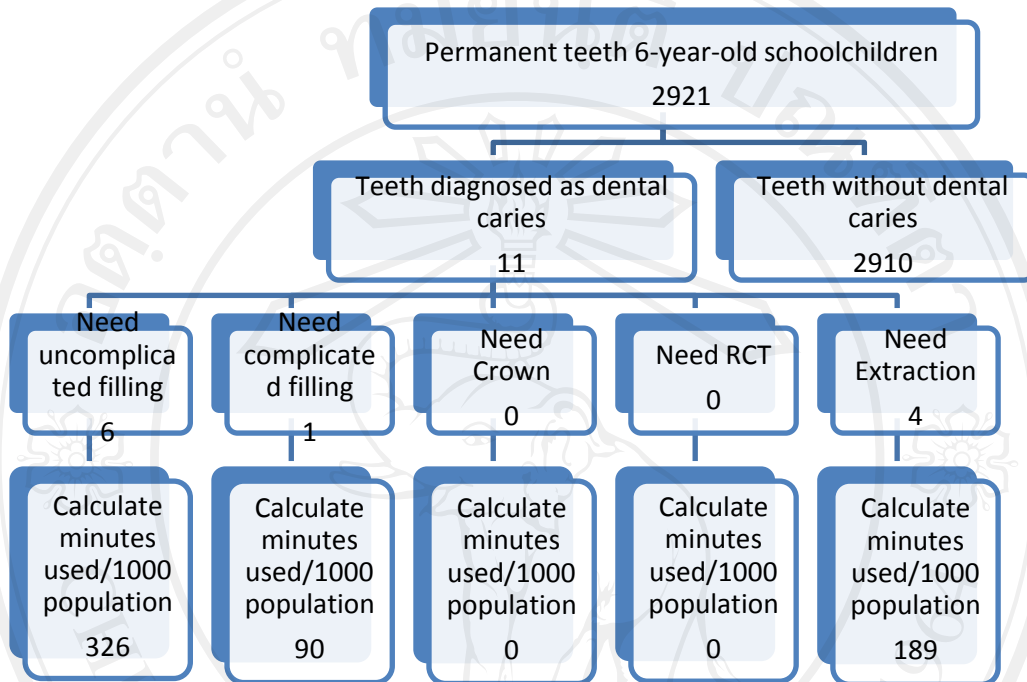 Permanent teeth 6-year-old schoolchildren
2921
Teeth diagnosed as dental
caries
11
Teeth without dental
caries
2910
Need
uncomplica
ted filling
6
Need
complicate
d filling
1
Need
Crown
0
Need RCT
0
Need
Extraction
4
Calculate
minutes
used/1000
population
326
Calculate
minutes
used/1000
population
90
Calculate
minutes
used/1000
population
0
Calculate
minutes
used/1000
population
0
Calculate
minutes
used/1000
population
189